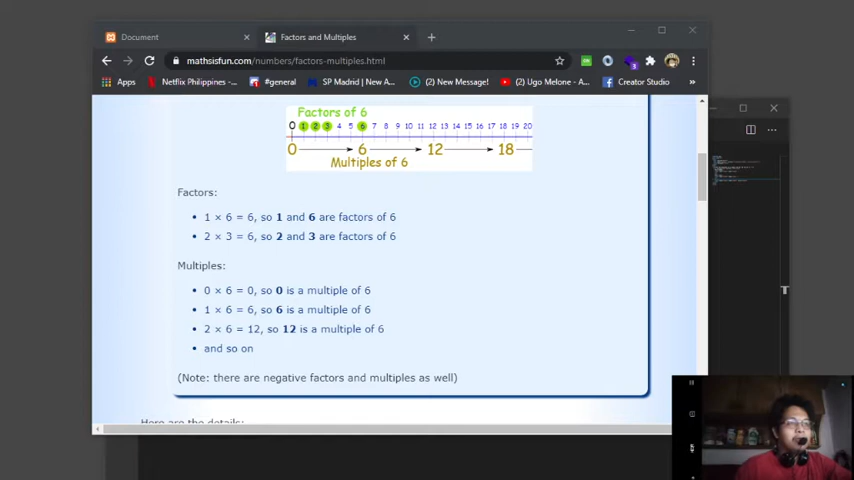 Document
Factors and Multiples
mathsisfun.com/numbers/factors-multiples.html
Apps
Netflix Philippines -...
#general
SP Madrid | New A...
(2) New Message!
(2) Ugo Melone - A...
Creator Studio
Factors of 6
0 1 2 3 4 5 6 7 8 9 10 11 12 13 14 15 16 17 18 19 20
0 6 12 18
Multiples of 6
Factors:
• 1 × 6 = 6, so 1 and 6 are factors of 6
• 2 × 3 = 6, so 2 and 3 are factors of 6
Multiples:
• 0 × 6 = 0, so 0 is a multiple of 6
• 1 × 6 = 6, so 6 is a multiple of 6
• 2 × 6 = 12, so 12 is a multiple of 6
• and so on
(Note: there are negative factors and multiples as well)
Here are the details: